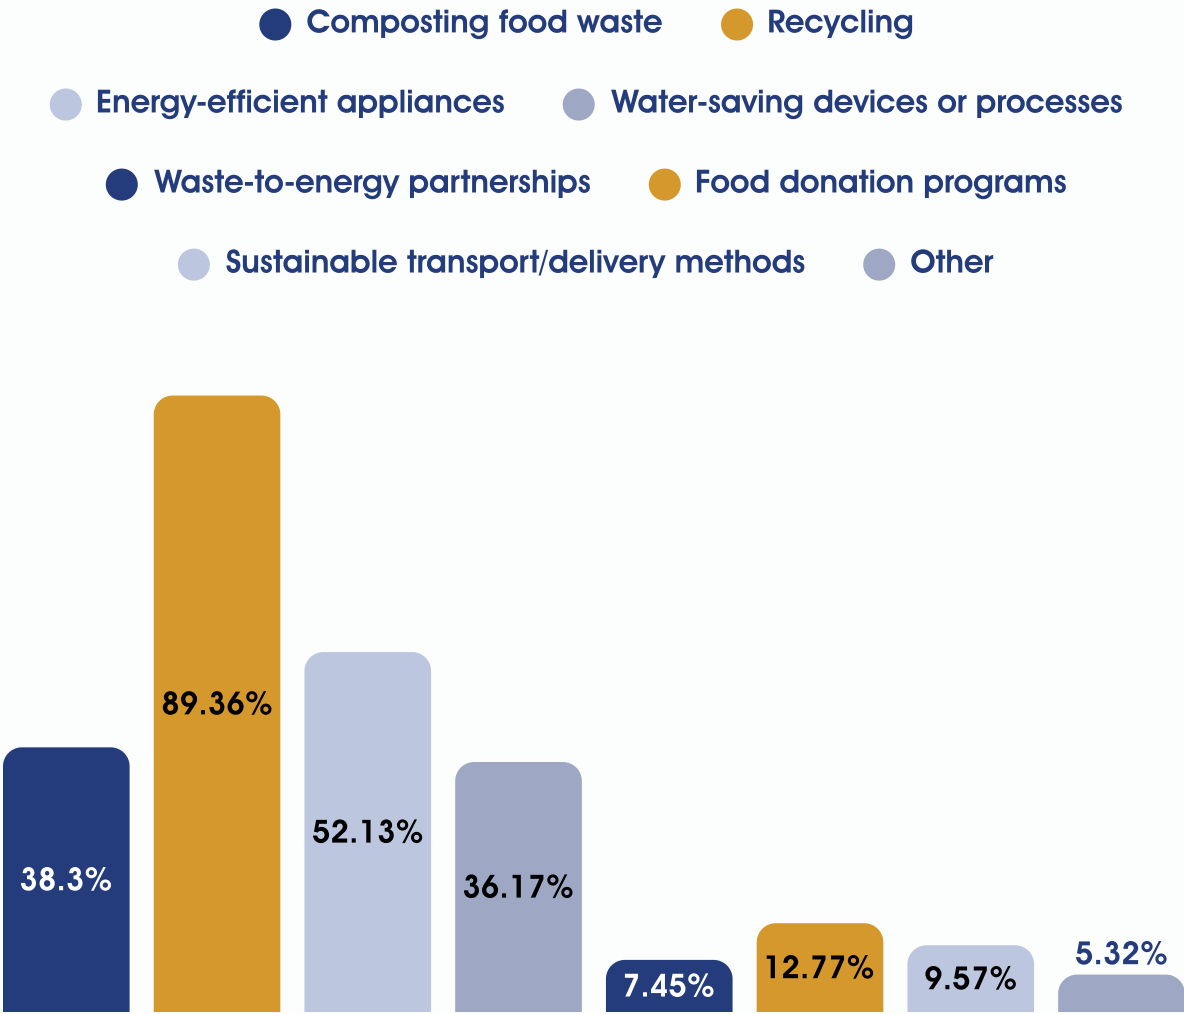 Composting food waste Recycling
Energy-efficient appliances Water-saving devices or processes
Waste-to-energy partnerships Food donation programs
Sustainable transport/delivery methods Other
38.3%
89.36%
52.13%
36.17%
7.45%
12.77%
9.57%
5.32%